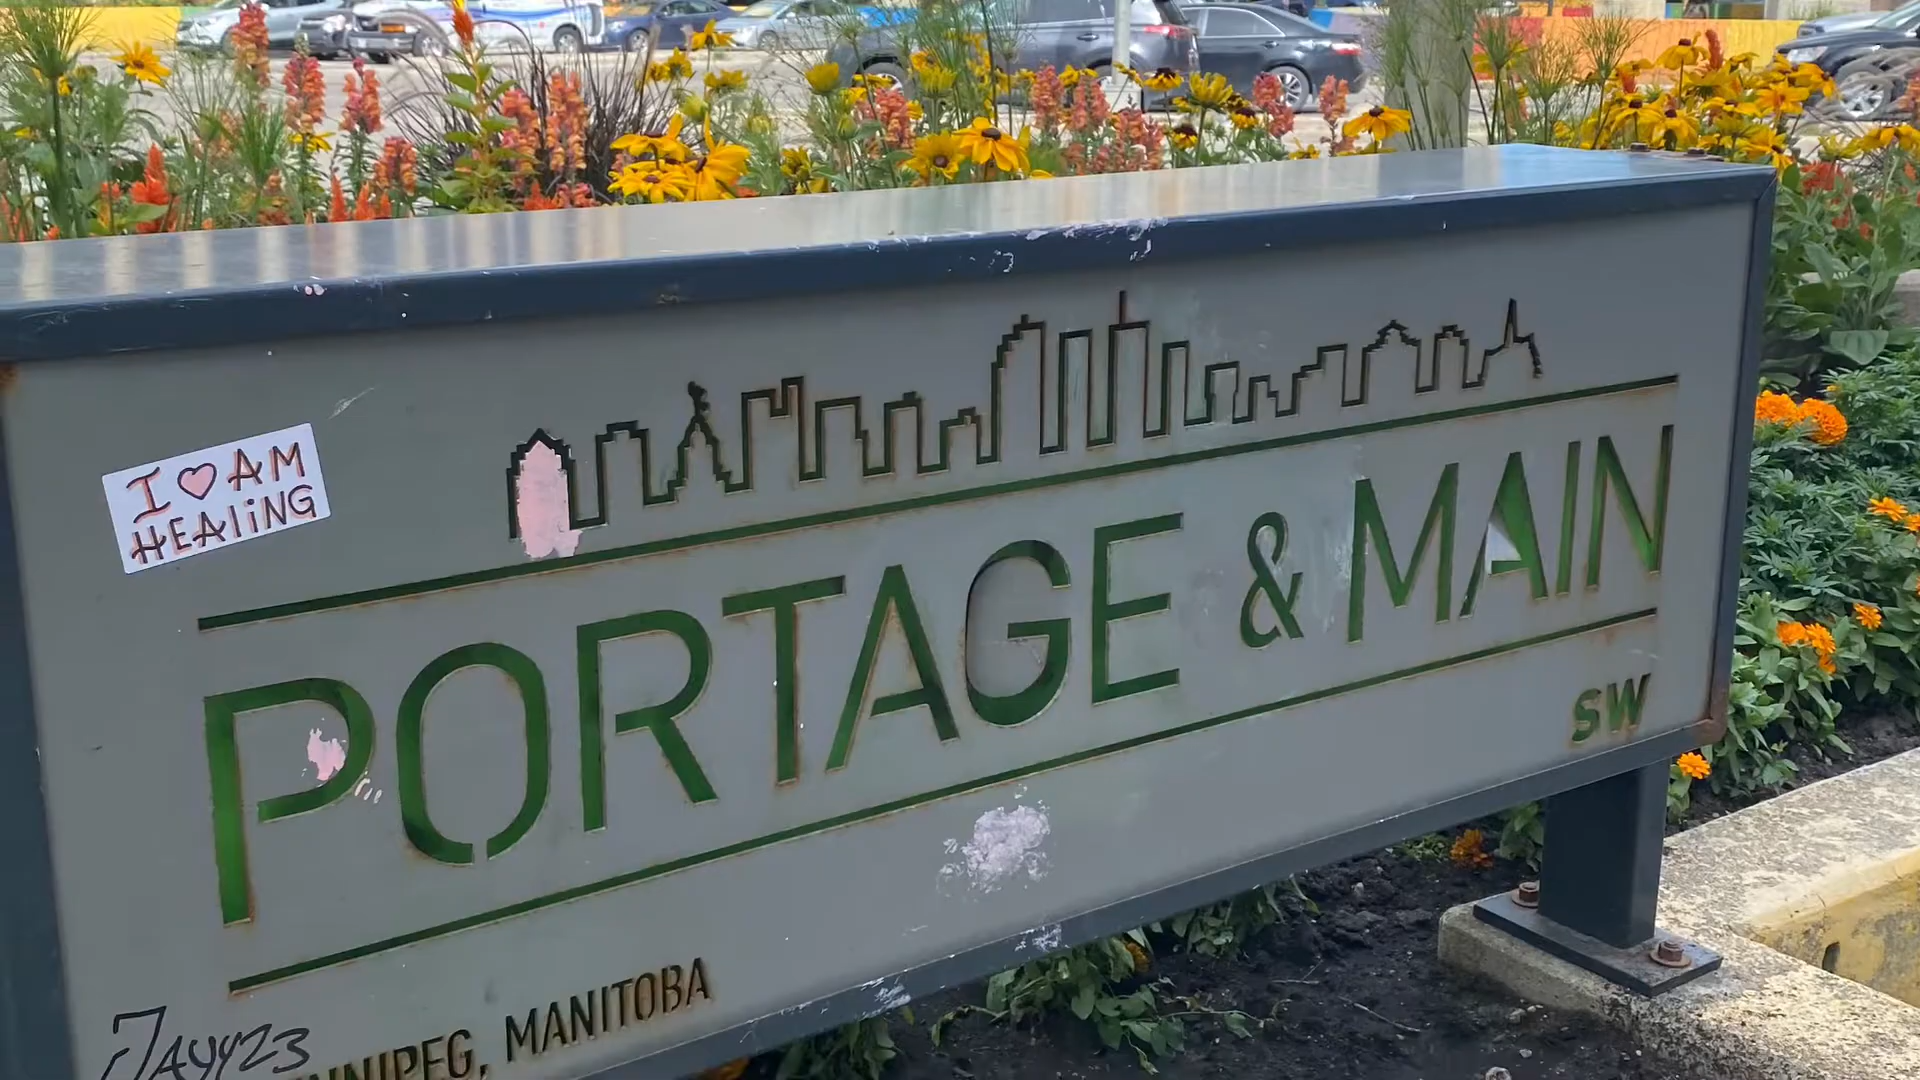 I ♥ AM
HEALiNG
PORTAGE & MAIN
SW
MANITOBA